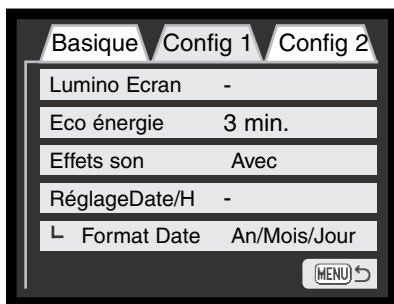 Basique Config 1 Config 2
Lumino Ecran -
Eco énergie 3 min.
Effets son Avec
RéglageDate/H -
Format Date An/Mois/Jour
MENU